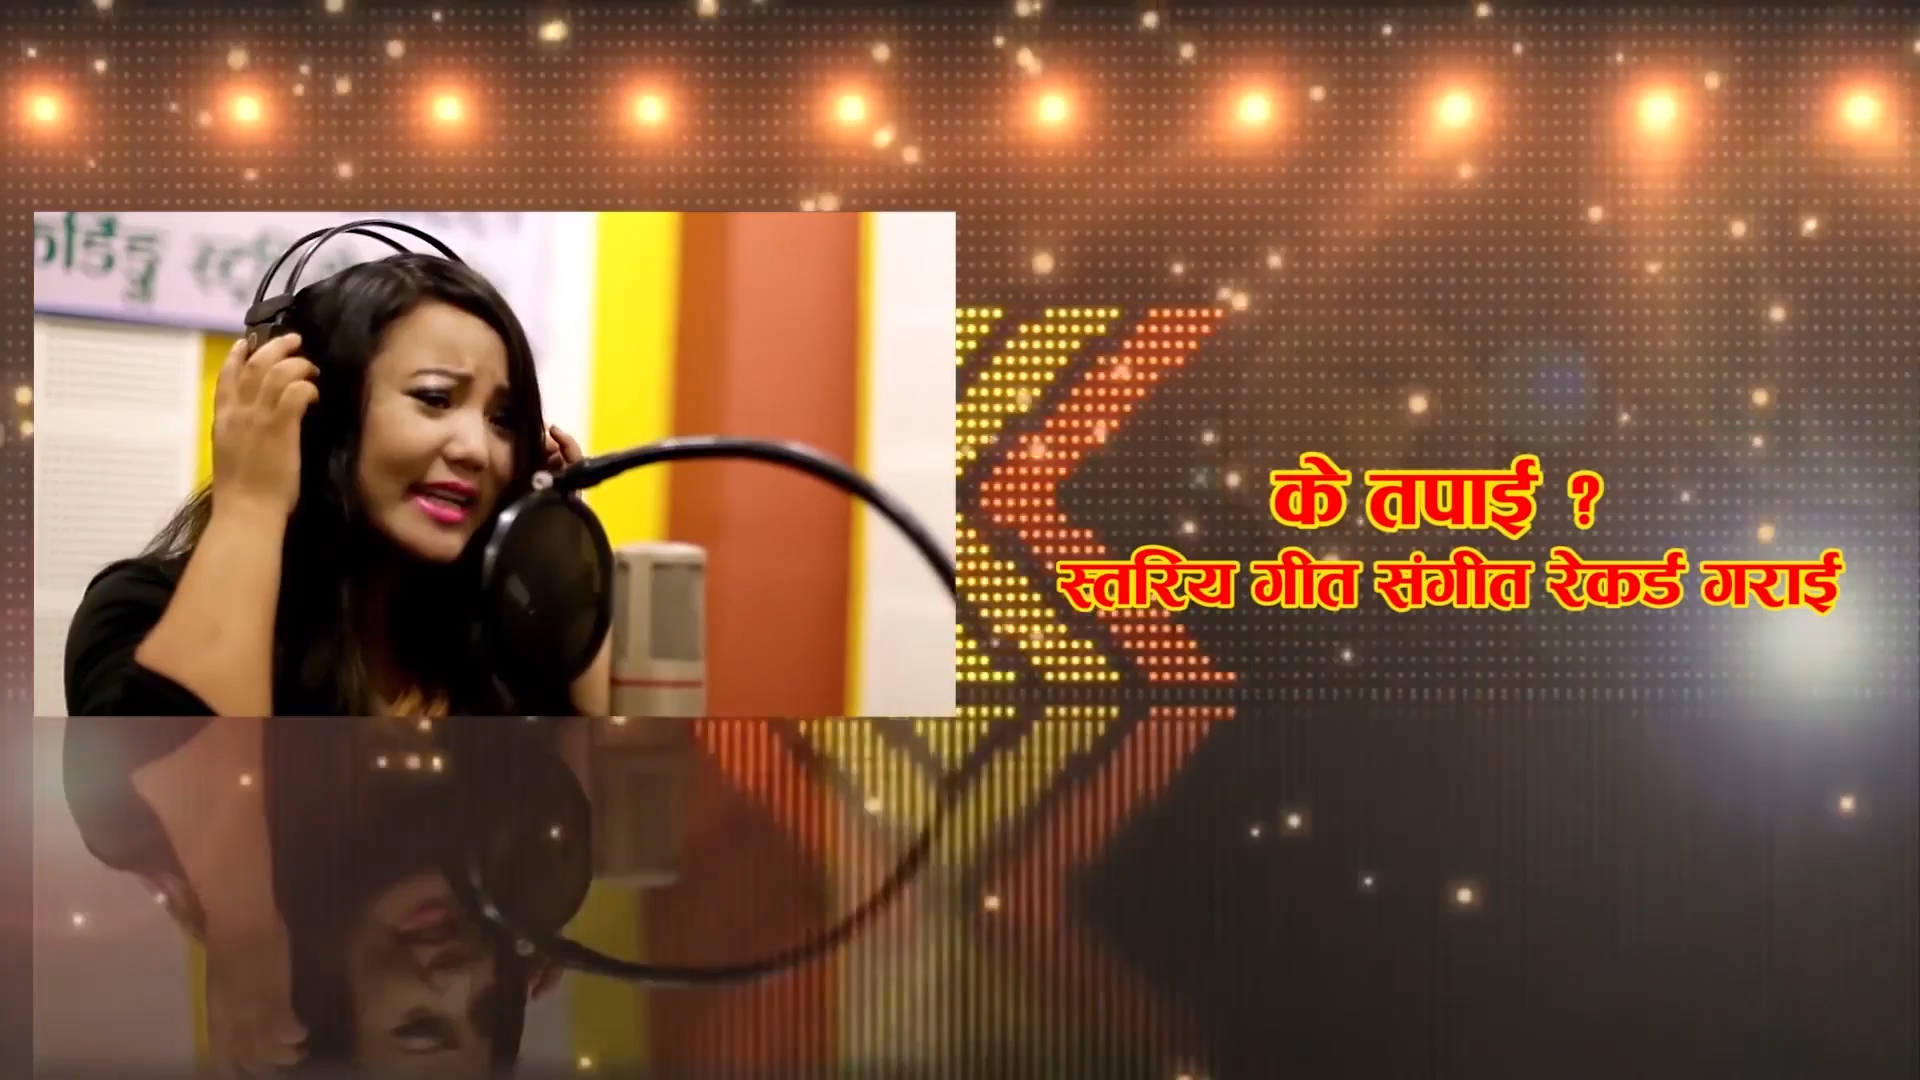 के तपाई ?
स्तरिय गीत संगीत रेकर्ड गराई